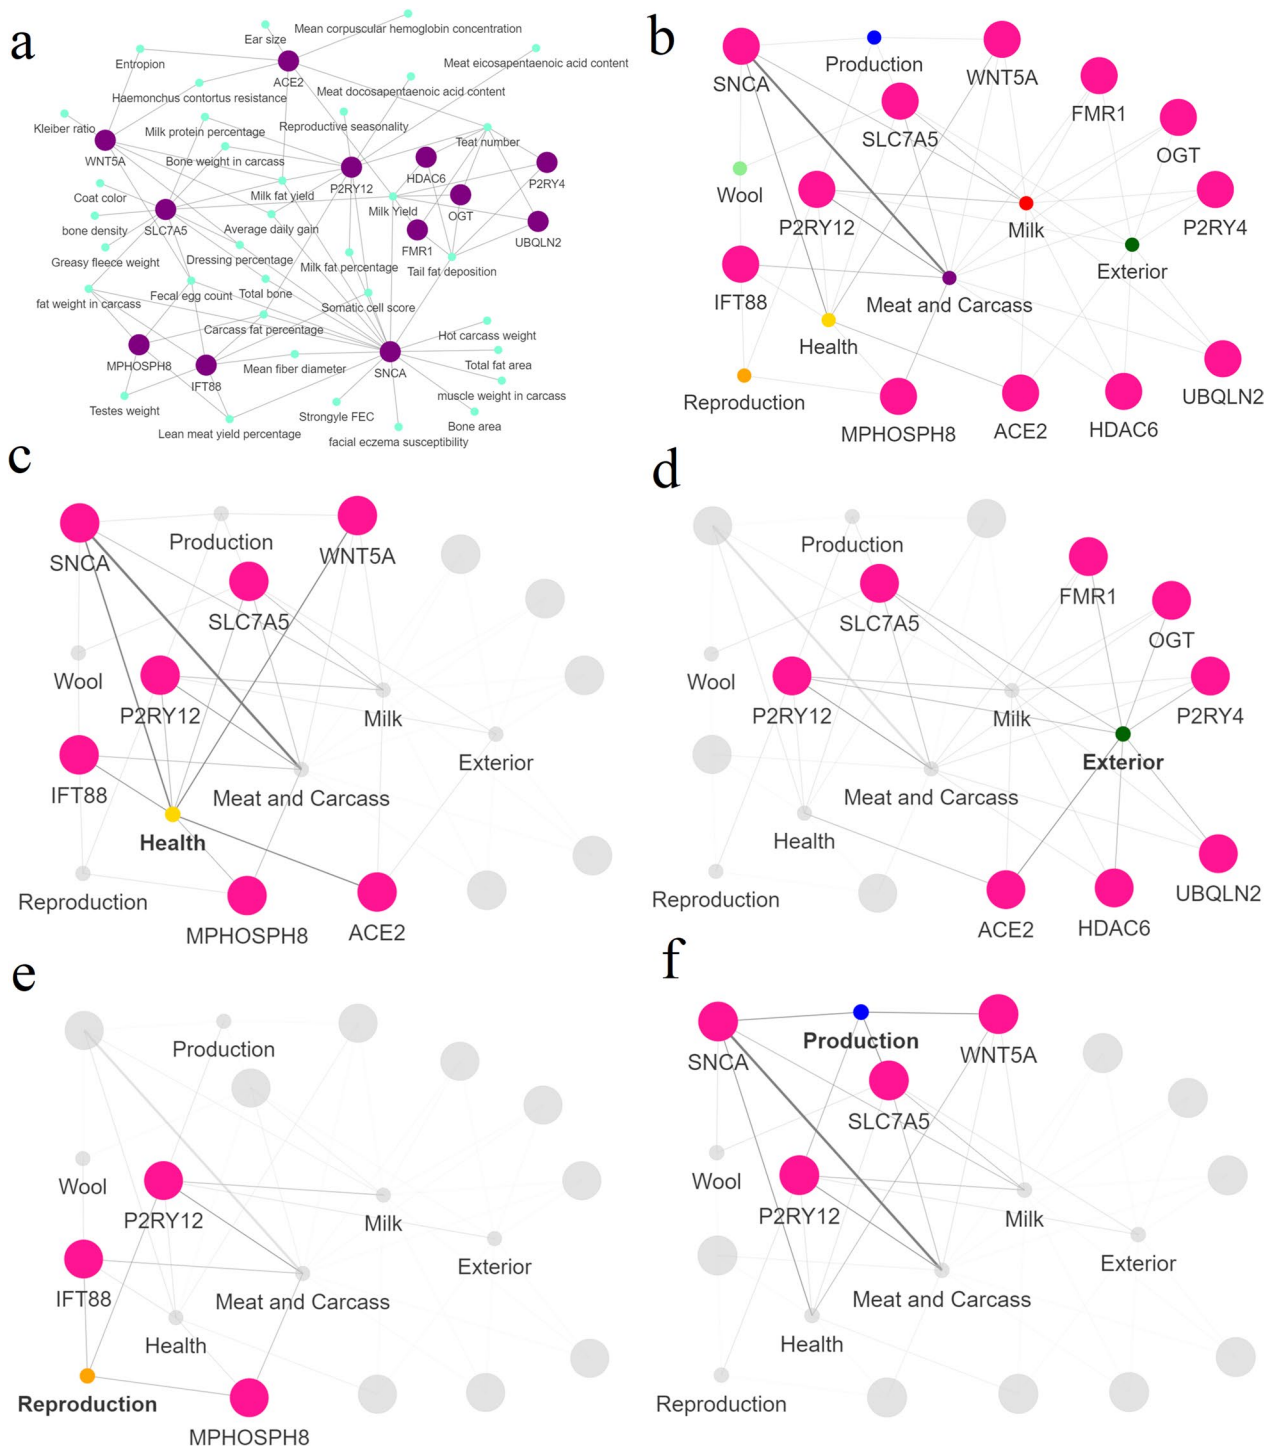 a
Mean corpuscular hemoglobin concentration
Ear size
Entropion
ACE2
Meat eicosapentaenoic acid content
Haemonchus contortus resistance
Meat docosapentaenoic acid content
Kleiber ratio
Milk protein percentage
Reproductive seasonality
Teat number
WNT5A
Bone weight in carcass
HDAC6
P2RY4
P2RY12
Coat color
Milk fat yield
Milk Yield
OGT
bone density
SLC7A5
Average daily gain
FMR1
UBQLN2
Greasy fleece weight
Dressing percentage
Milk fat percentage
Tail fat deposition
fat weight in carcass
Fecal egg count
Total bone
Somatic cell score
Carcass fat percentage
Hot carcass weight
MPHOSPH8
IFT88
Mean fiber diameter
SNCA
Total fat area
muscle weight in carcass
Testes weight
Strongyle FEC
Bone area
Lean meat yield percentage
facial eczema susceptibility
b
SNCA
Production
WNT5A
FMR1
SLC7A5
OGT
Wool
P2RY12
Milk
P2RY4
Exterior
IFT88
Meat and Carcass
Health
Reproduction
UBQLN2
MPHOSPH8
ACE2
HDAC6
c
SNCA
Production
WNT5A
SLC7A5
Wool
P2RY12
Milk
Exterior
IFT88
Meat and Carcass
Health
Reproduction
MPHOSPH8
ACE2
d
Production
FMR1
SLC7A5
OGT
Wool
P2RY12
Milk
P2RY4
Exterior
Meat and Carcass
Health
Reproduction
UBQLN2
ACE2
HDAC6
e
Production
Wool
P2RY12
Milk
Exterior
IFT88
Meat and Carcass
Health
Reproduction
MPHOSPH8
f
SNCA
Production
WNT5A
SLC7A5
Wool
P2RY12
Milk
Exterior
Meat and Carcass
Health
Reproduction